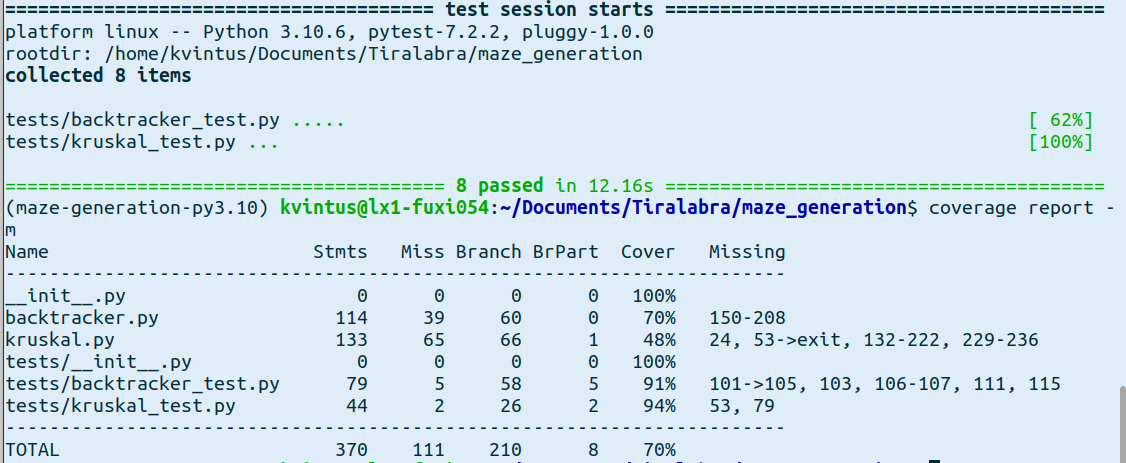 ======================================= test session starts ========================================
platform linux -- Python 3.10.6, pytest-7.2.2, pluggy-1.0.0
rootdir: /home/kvintus/Documents/Tiralabra/maze_generation
collected 8 items
tests/backtracker_test.py ..... [ 62%]
tests/kruskal_test.py ... [100%]
======================================== 8 passed in 12.16s ========================================
(maze-generation-py3.10) kvintus@lx1-fuxi054:~/Documents/Tiralabra/maze_generation$ coverage report -
m
Name Stmts Miss Branch BrPart Cover Missing
-----------------------------------------------------------------------
__init__.py 0 0 0 0 100%
backtracker.py 114 39 60 0 70% 150-208
kruskal.py 133 65 66 1 48% 24, 53->exit, 132-222, 229-236
tests/__init__.py 0 0 0 0 100%
tests/backtracker_test.py 79 5 58 5 91% 101->105, 103, 106-107, 111, 115
tests/kruskal_test.py 44 2 26 2 94% 53, 79
-----------------------------------------------------------------------
TOTAL 370 111 210 8 70%